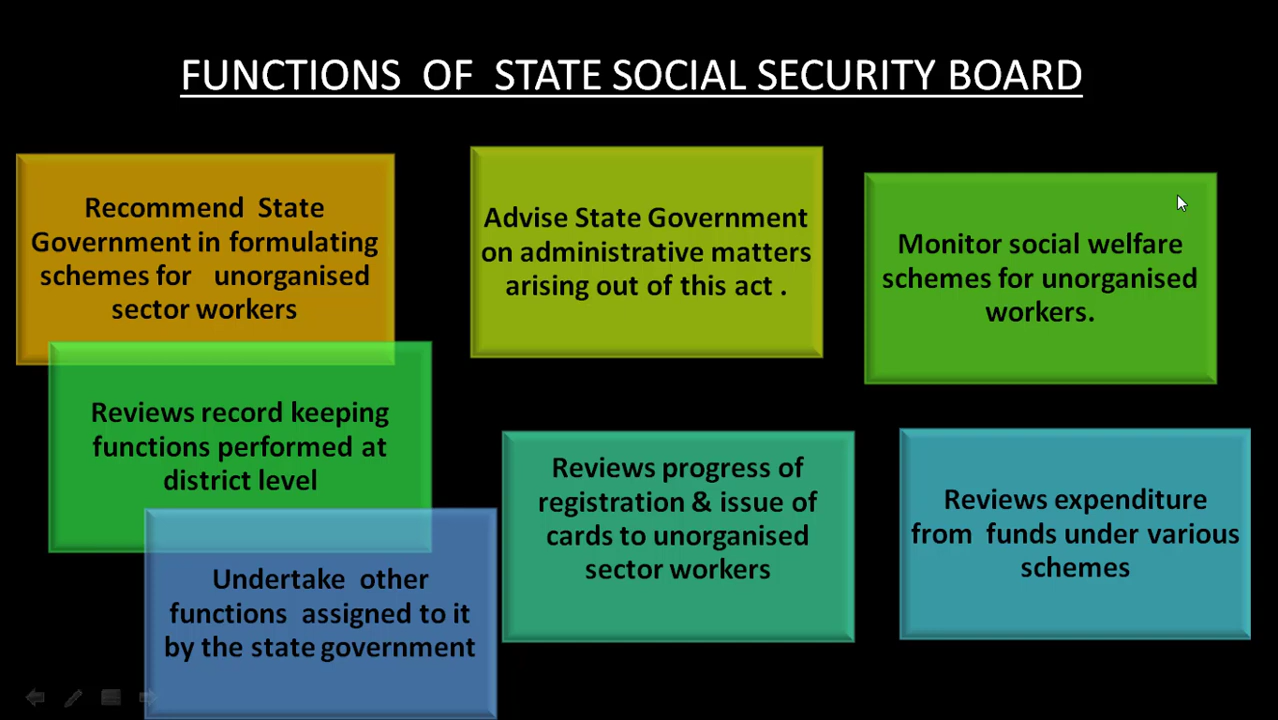 FUNCTIONS OF STATE SOCIAL SECURITY BOARD
Recommend State
Government in formulating
schemes for unorganised
sector workers
Advise State Government
on administrative matters
arising out of this act .
Monitor social welfare
schemes for unorganised
workers.
Reviews record keeping
functions performed at
district level
Reviews progress of
registration & issue of
cards to unorganised
sector workers
Reviews expenditure
from funds under various
schemes
Undertake other
functions assigned to it
by the state government